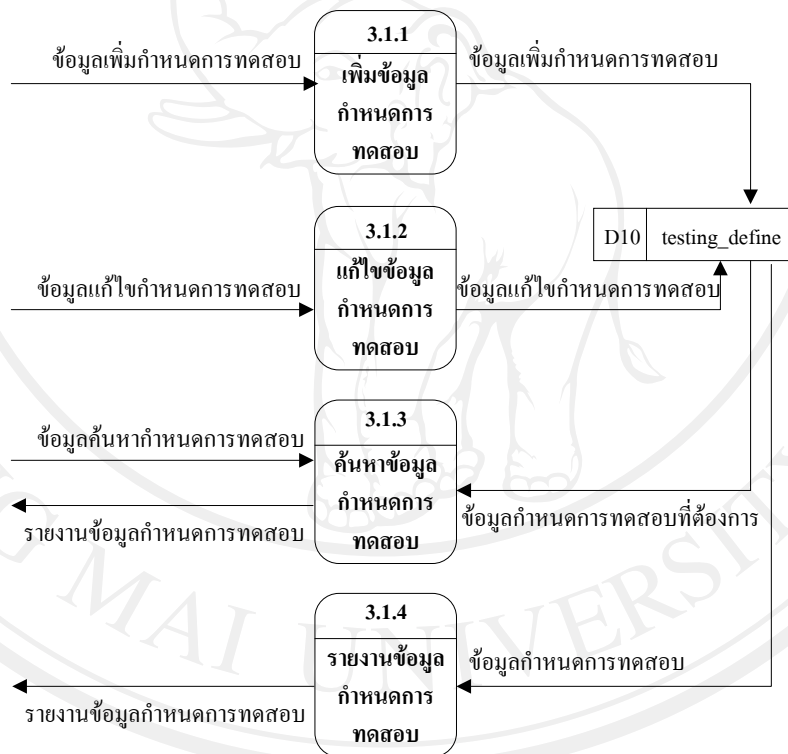 3.1.1
ข้อมูลเพิ่มกำหนดการทดสอบ
เพิ่มข้อมูล
กำหนดการ
ทดสอบ
ข้อมูลเพิ่มกำหนดการทดสอบ
D10 testing_define
3.1.2
ข้อมูลแก้ไขกำหนดการทดสอบ
แก้ไขข้อมูล
กำหนดการ
ทดสอบ
ข้อมูลแก้ไขกำหนดการทดสอบ
3.1.3
ข้อมูลค้นหากำหนดการทดสอบ
ค้นหาข้อมูล
กำหนดการ
ทดสอบ
ข้อมูลกำหนดการทดสอบที่ต้องการ
รายงานข้อมูลกำหนดการทดสอบ
3.1.4
รายงานข้อมูล
กำหนดการ
ทดสอบ
ข้อมูลกำหนดการทดสอบ
รายงานข้อมูลกำหนดการทดสอบ
G MAI UNIVERSITY